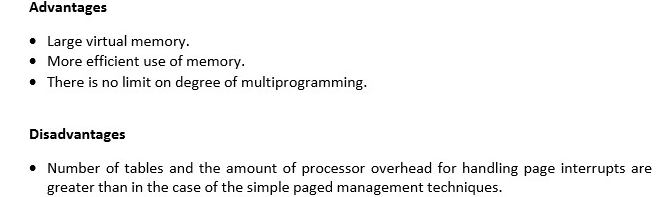 Advantages
• Large virtual memory.
• More efficient use of memory.
• There is no limit on degree of multiprogramming.
Disadvantages
• Number of tables and the amount of processor overhead for handling page interrupts are
greater than in the case of the simple paged management techniques.